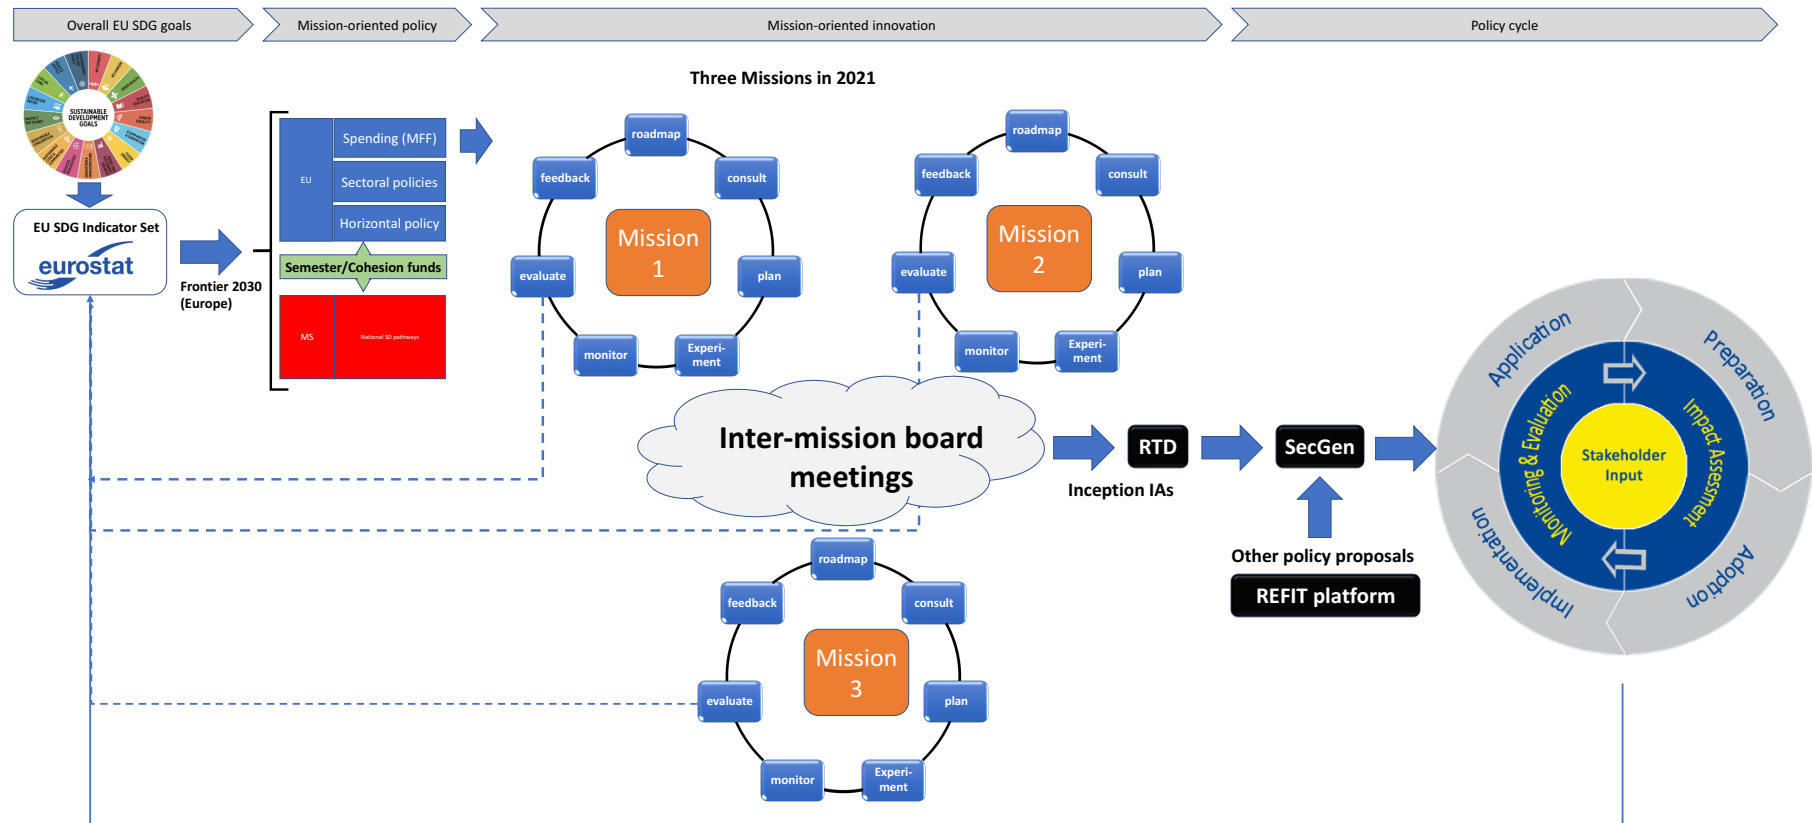 Overall EU SDG goals
Mission-oriented policy
Mission-oriented innovation
Policy cycle
SUSTAINABLE
DEVELOPMENT
GOALS
EU SDG Indicator Set
eurostat
Frontier 2030
(Europe)
EU
Spending (MFF)
Sectoral policies
Horizontal policy
Semester/Cohesion funds
MS
National SD pathways
Three Missions in 2021
roadmap
consult
plan
Experi-
ment
monitor
evaluate
feedback
Mission
1
roadmap
consult
plan
Experi-
ment
monitor
evaluate
feedback
Mission
2
Inter-mission board
meetings
RTD
Inception IAs
SecGen
Other policy proposals
REFIT platform
roadmap
consult
plan
Experi-
ment
monitor
evaluate
feedback
Mission
3
Application
Preparation
Adoption
Implementation
Monitoring & Evaluation
Impact Assessment
Stakeholder
Input